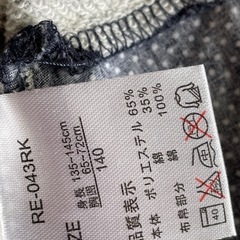 RE-043RK
ZE 140
身長 135-145cm
胸囲 65-72cm
品質表示
本体 ポリエステル 65%
綿 35%
布帛部分 綿 100%
40